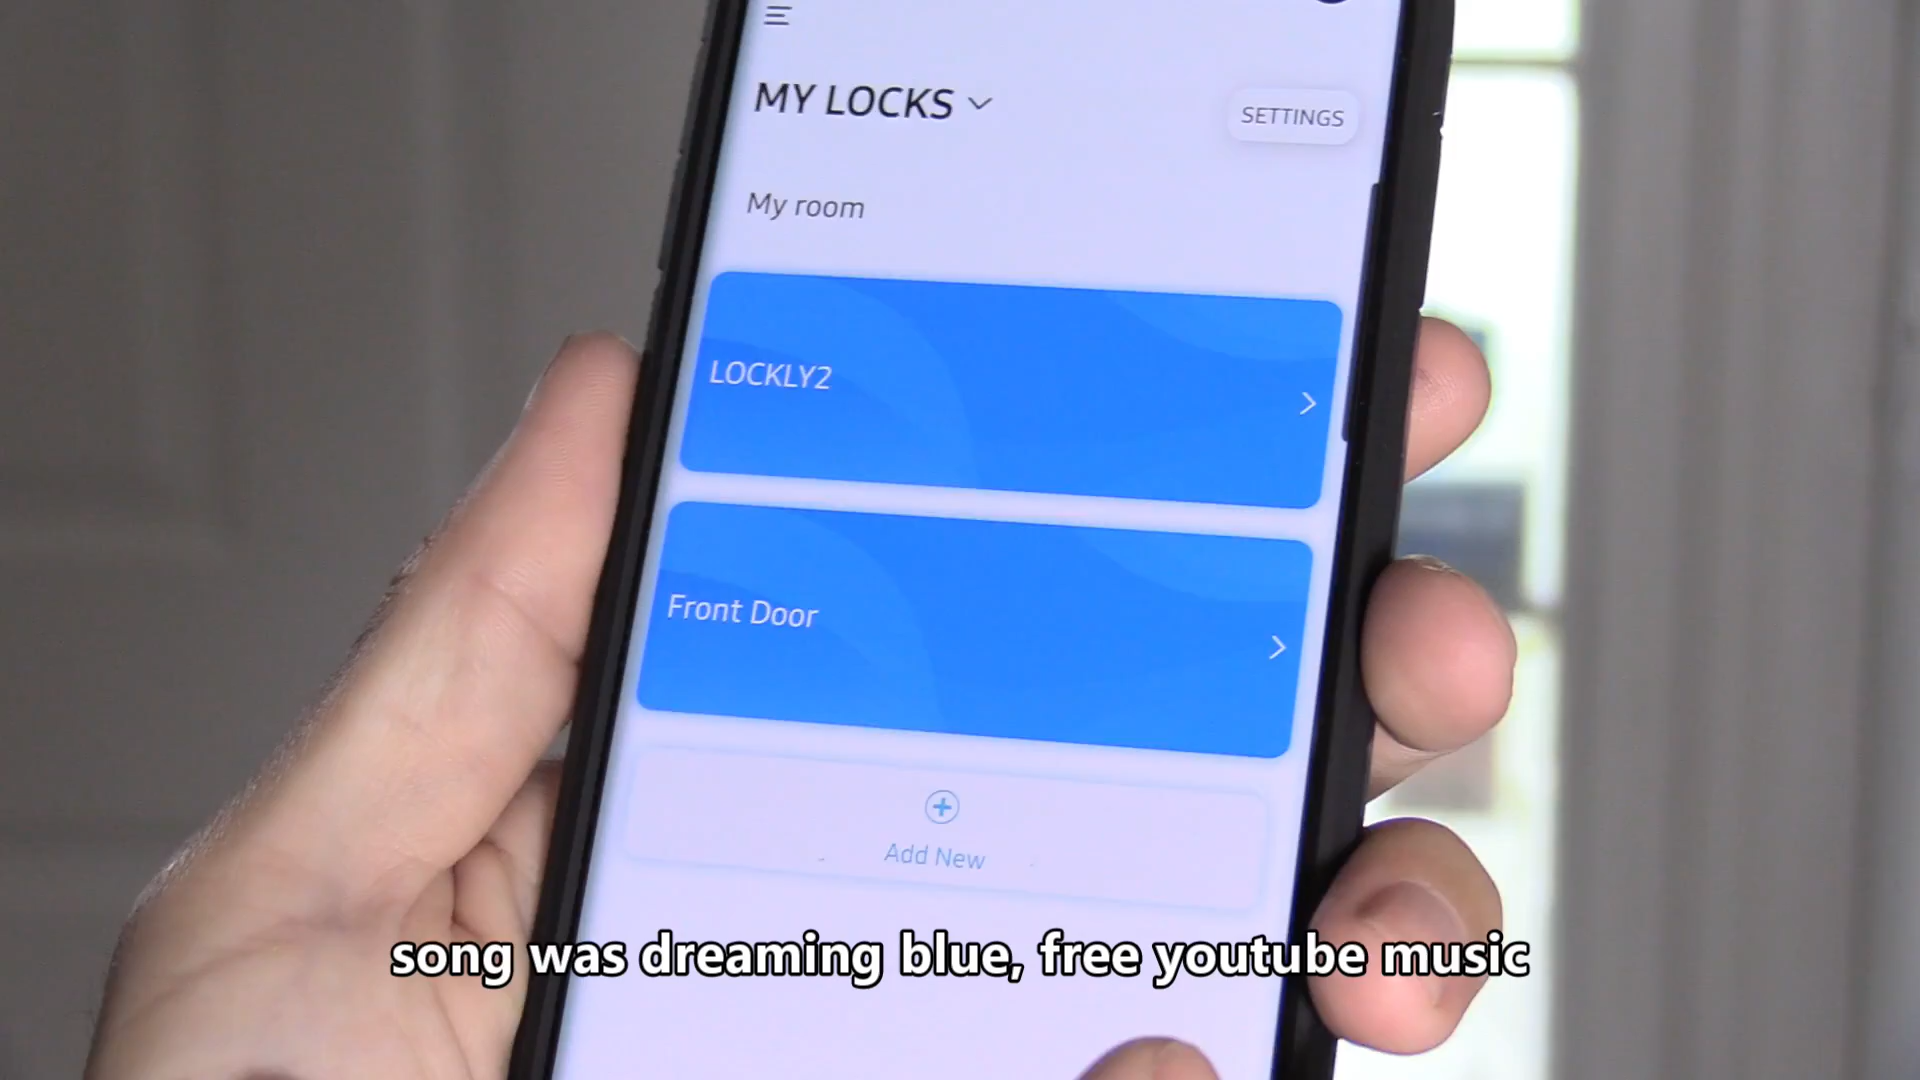 MY LOCKS
SETTINGS
My room
LOCKLY2
Front Door
Add New
song was dreaming blue, free youtube music